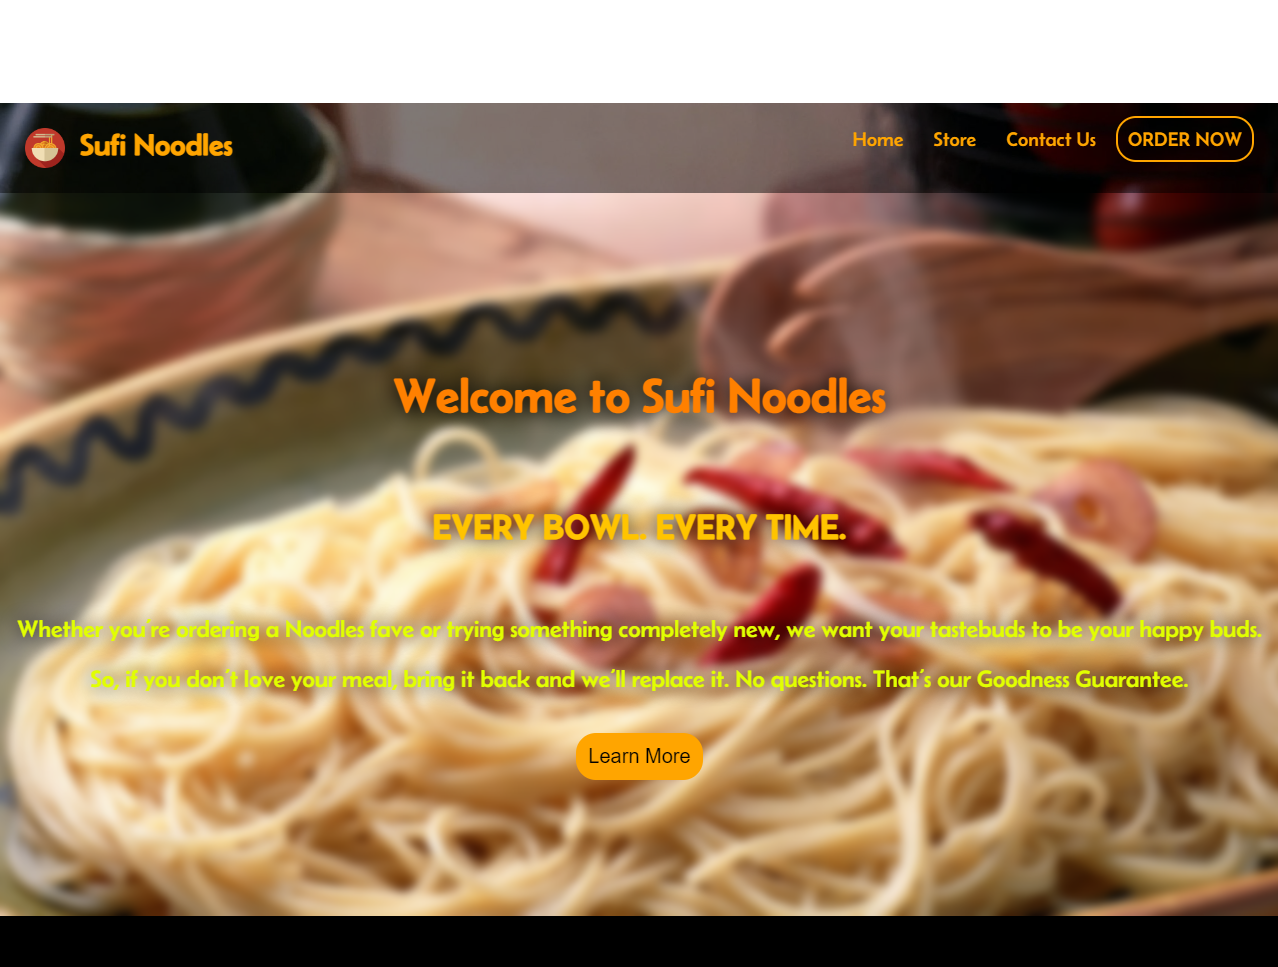 Sufi Noodles
Home Store Contact Us ORDER NOW
Welcome to Sufi Noodles
EVERY BOWL. EVERY TIME.
Whether you're ordering a Noodles fave or trying something completely new, we want your tastebuds to be your happy buds.
So, if you don't love your meal, bring it back and we'll replace it. No questions. That's our Goodness Guarantee.
Learn More